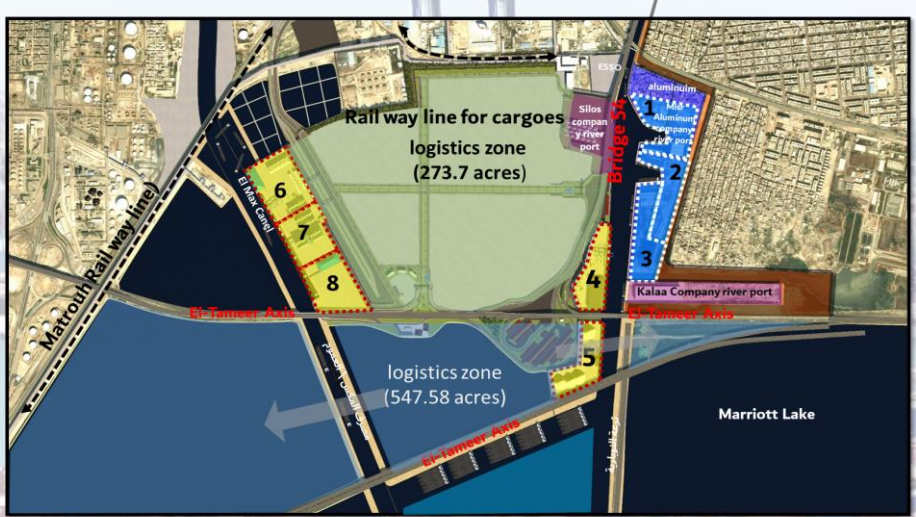 ESSO
aluminuim
1
Misr
Aluminum
company
river port
Silos
compan
y river
port
Bridge 54
Rail way line for cargoes
logistics zone
(273.7 acres)
2
6
El Max Canel
7
3
4
8
Matrouh Rail way line)
Kalaa Company river port
El-Tameer Axis
El-Tameer Axis
5
logistics zone
(547.58 acres)
Marriott Lake
El-Tameer Axis
ترعة النوبارية